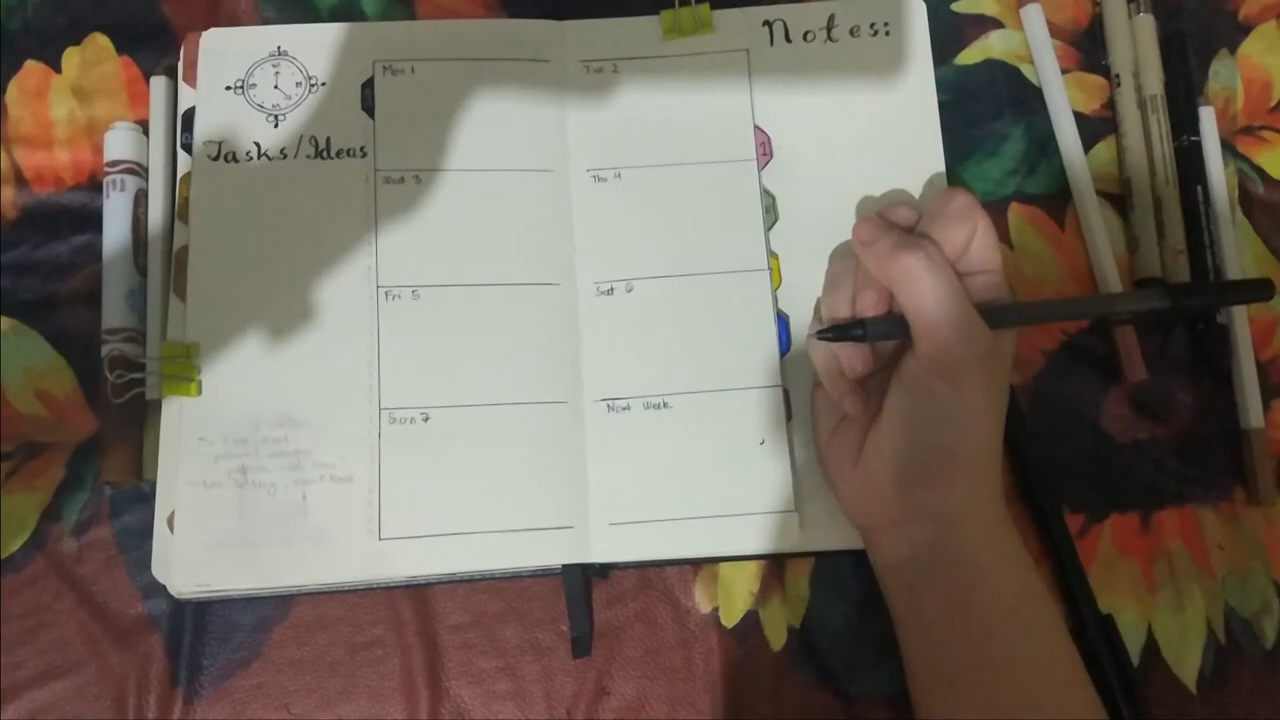 Notes:
Tasks/Ideas
Mon 1
Tue 2
Wed 3
Thu 4
Fri 5
Sat 6
Sun 7
Next Week
1